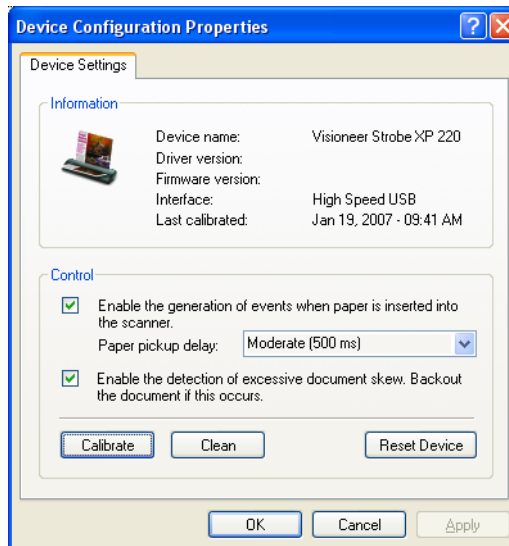 Device Configuration Properties
Device Settings
Information
Device name: Visioneer Strobe XP 220
Driver version:
Firmware version:
Interface: High Speed USB
Last calibrated: Jan 19, 2007 - 09:41 AM
Control
Enable the generation of events when paper is inserted into
the scanner.
Paper pickup delay: Moderate (500 ms)
Enable the detection of excessive document skew. Backout
the document if this occurs.
Calibrate Clean Reset Device
OK Cancel Apply